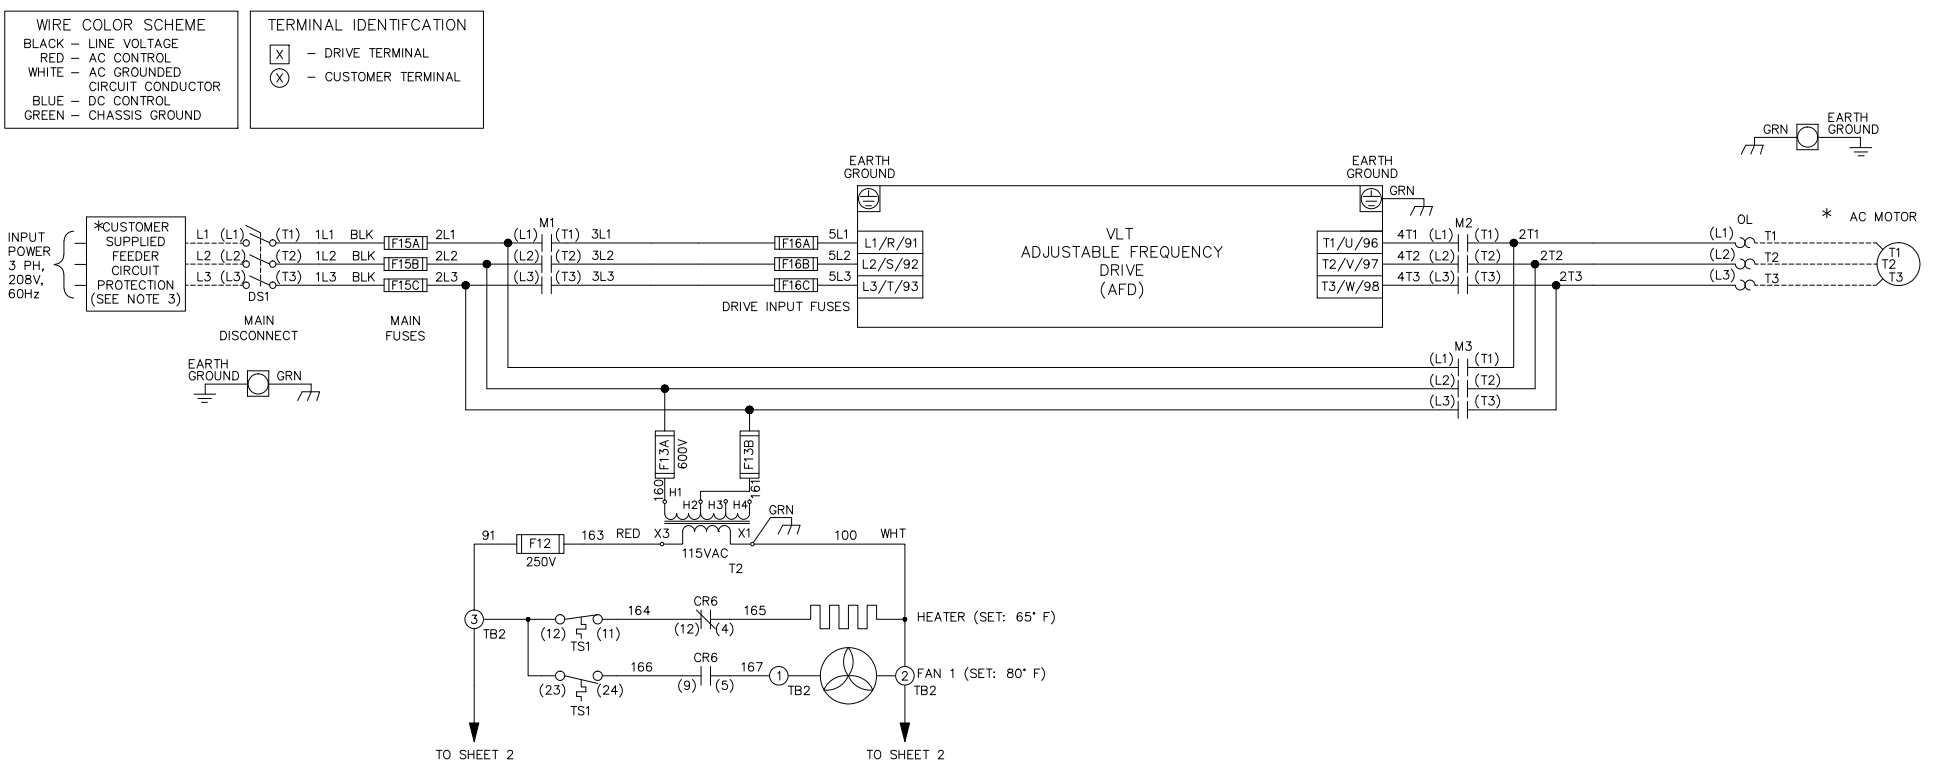 WIRE COLOR SCHEME
BLACK – LINE VOLTAGE
RED – AC CONTROL
WHITE – AC GROUNDED
CIRCUIT CONDUCTOR
BLUE – DC CONTROL
GREEN – CHASSIS GROUND
TERMINAL IDENTIFCATION
X – DRIVE TERMINAL
X – CUSTOMER TERMINAL
GRN
EARTH
GROUND
EARTH
GROUND
EARTH
GROUND
GRN
INPUT
POWER
3 PH,
208V,
60Hz
*CUSTOMER
SUPPLIED
FEEDER
CIRCUIT
PROTECTION
(SEE NOTE 3)
L1 (L1) (T1) 1L1 BLK F15A 2L1 (L1) M1 (T1) 3L1 F16A 5L1 L1/R/91
L2 (L2) (T2) 1L2 BLK F15B 2L2 (L2) (T2) 3L2 F16B 5L2 L2/S/92
L3 (L3) (T3) 1L3 BLK F15C 2L3 (L3) (T3) 3L3 F16C 5L3 L3/T/93
DS1
MAIN
DISCONNECT
MAIN
FUSES
DRIVE INPUT FUSES
VLT
ADJUSTABLE FREQUENCY
DRIVE
(AFD)
T1/U/96 4T1 (L1) M2 (T1) 2T1 (L1) OL T1
T2/V/97 4T2 (L2) (T2) 2T2 (L2) T2
T3/W/98 4T3 (L3) (T3) 2T3 (L3) T3
* AC MOTOR
T1
T2
T3
EARTH
GROUND
GRN
M3
(L1) (T1)
(L2) (T2)
(L3) (T3)
F13A
600V
F13B
160
161
H1
H2 H3 H4
GRN
91 F12 163 RED X3 X1 100 WHT
250V
115VAC
T2
3
TB2
(12) (11)
TS1
164
CR6
(12) (4)
165
HEATER (SET: 65° F)
(23) (24)
TS1
166
CR6
(9) (5)
167
1
TB2
2
TB2
FAN 1 (SET: 80° F)
TO SHEET 2
TO SHEET 2